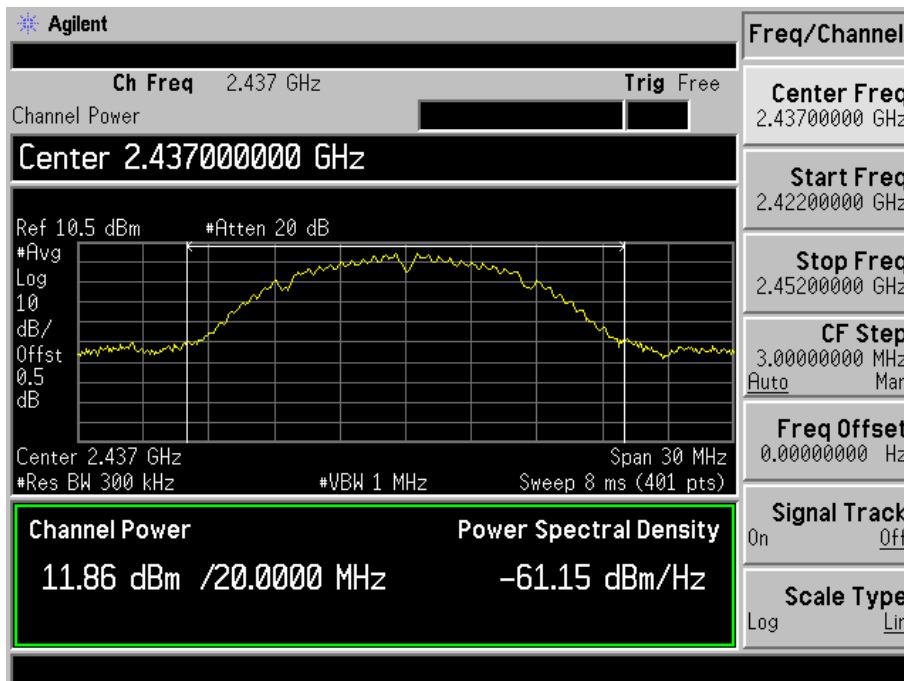 Agilent
Freq/Channel
Ch Freq 2.437 GHz Trig Free
Channel Power
Center 2.437000000 GHz
Ref 10.5 dBm #Atten 20 dB
#Avg
Log
10
dB/
Offst
0.5
dB
Center 2.437 GHz Span 30 MHz
#Res BW 300 kHz #VBW 1 MHz Sweep 8 ms (401 pts)
Channel Power Power Spectral Density
11.86 dBm /20.0000 MHz -61.15 dBm/Hz
Center Freq
2.43700000 GHz
Start Freq
2.42200000 GHz
Stop Freq
2.45200000 GHz
CF Step
3.00000000 MHz
Auto Man
Freq Offset
0.00000000 Hz
Signal Track
On Off
Scale Type
Log Lin